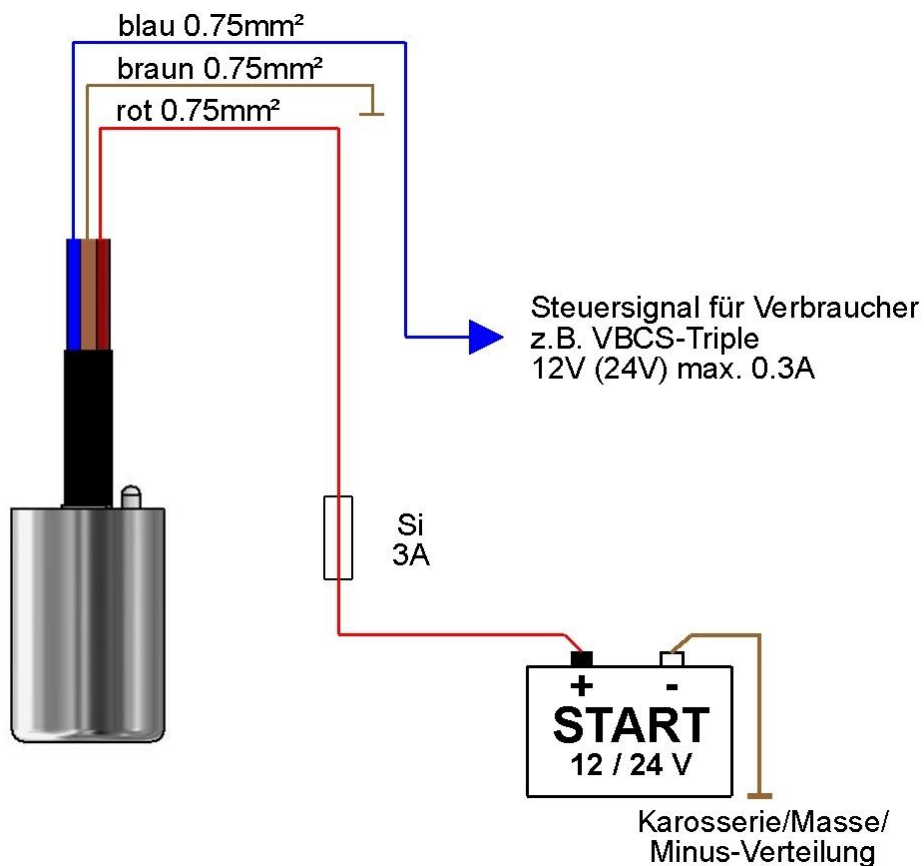 blau 0.75mm²
braun 0.75mm²
rot 0.75mm²
Steuersignal für Verbraucher
z.B. VBCS-Triple
12V (24V) max. 0.3A
Si
3A
+ -
START
12 / 24 V
Karosserie/Masse/
Minus-Verteilung